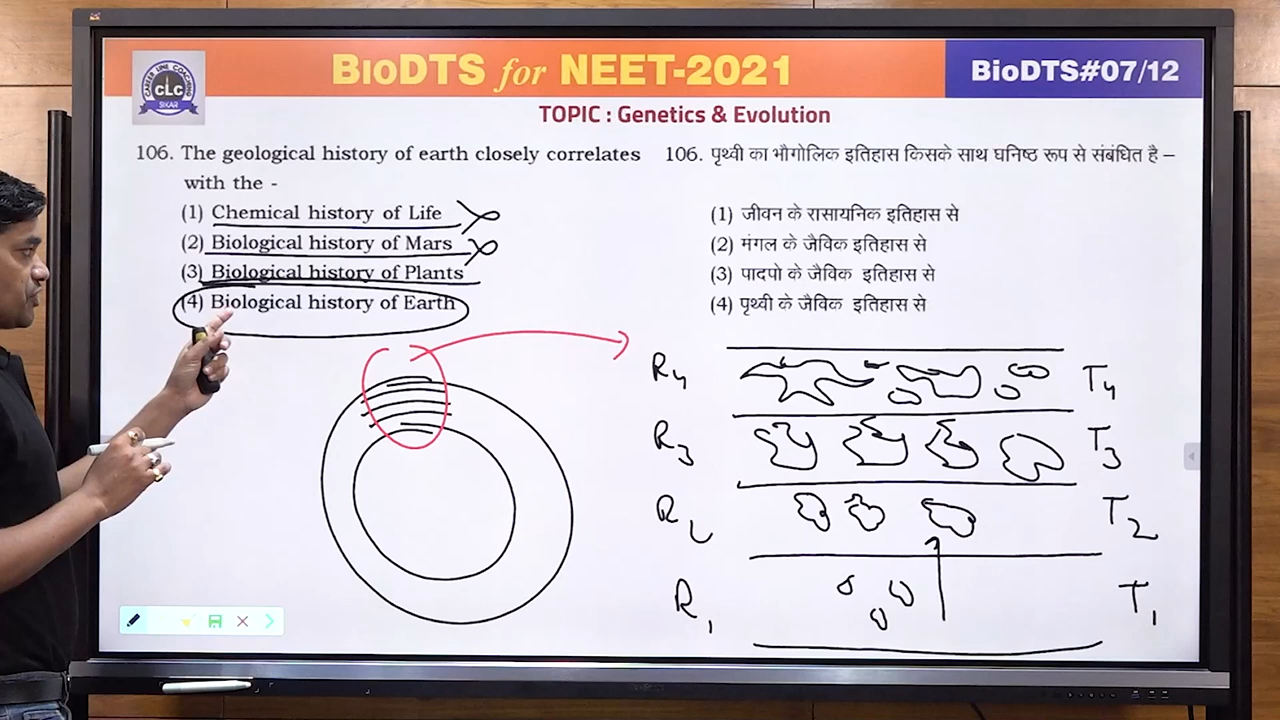 BIODTS for NEET-2021
BIODTS#07/12
CAREER LINE COACHING
CLC
SIKAR
TOPIC : Genetics & Evolution
106. The geological history of earth closely correlates
with the -
(1) Chemical history of Life
(2) Biological history of Mars
(3) Biological history of Plants
(4) Biological history of Earth
106. पृथ्वी का भौगोलिक इतिहास किसके साथ घनिष्ठ रूप से संबंधित है –
(1) जीवन के रासायनिक इतिहास से
(2) मंगल के जैविक इतिहास से
(3) पादपो के जैविक इतिहास से
(4) पृथ्वी के जैविक इतिहास से
R4 T4
R3 T3
R2 T2
R1 T1